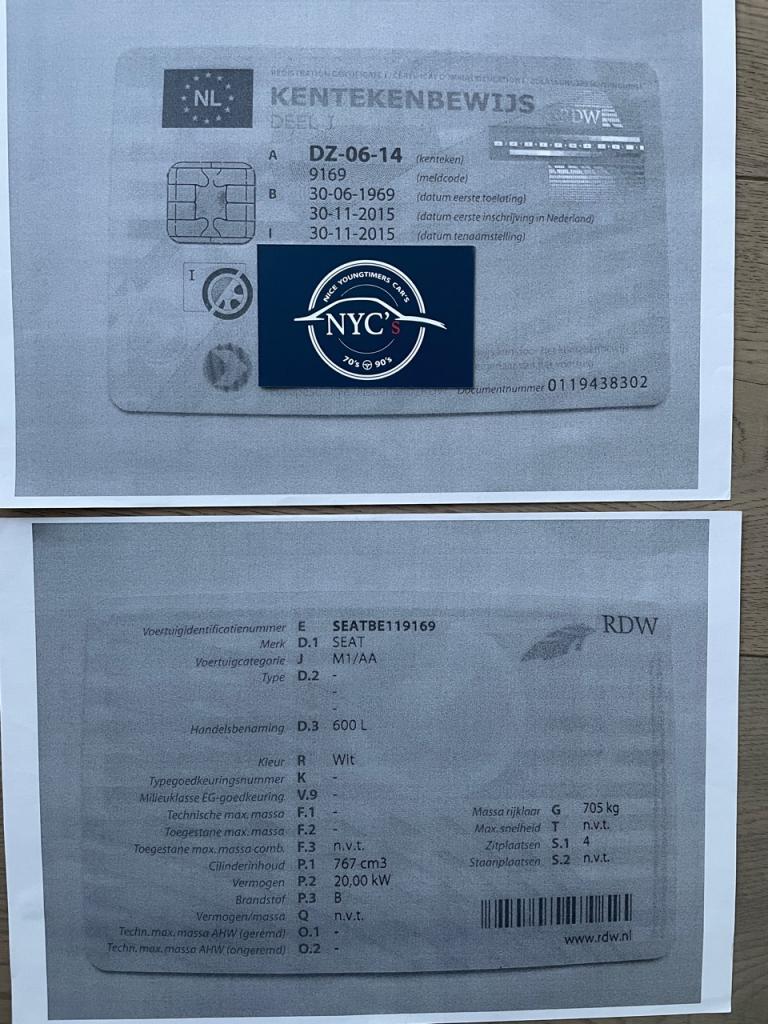 NL
KENTEKENBEWIJS
DEEL I
RDW
A DZ-06-14 (kenteken)
9169 (meldcode)
B 30-06-1969 (datum eerste toelating)
30-11-2015 (datum eerste inschrijving in Nederland)
I 30-11-2015 (datum tenaamstelling)
I
NICE YOUNGTIMERS CAR'S
NYC's
70's 90's
Documentnummer 0119438302
RDW
Voertuigidentificatienummer E SEATBE119169
Merk D.1 SEAT
Voertuigcategorie J M1/AA
Type D.2 -
-
-
Handelsbenaming D.3 600 L
Kleur R Wit
Typegoedkeuringsnummer K -
Milieuklasse EG-goedkeuring V.9 -
Technische max. massa F.1 -
Toegestane max. massa F.2 -
Toegestane max. massa comb. F.3 n.v.t.
Cilinderinhoud P.1 767 cm3
Vermogen P.2 20,00 kW
Brandstof P.3 B
Vermogen/massa Q n.v.t.
Techn. max. massa AHW (geremd) O.1 -
Techn. max. massa AHW (ongeremd) O.2 -
Massa rijklaar G 705 kg
Max. snelheid T n.v.t.
Zitplaatsen S.1 4
Staanplaatsen S.2 n.v.t.
www.rdw.nl